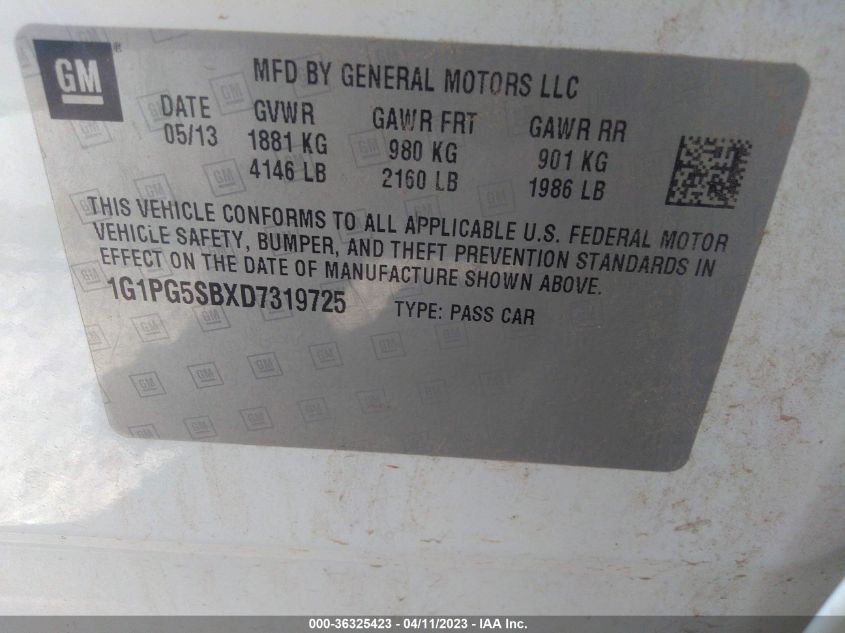 GM
MFD BY GENERAL MOTORS LLC
DATE GVWR GAWR FRT GAWR RR
05/13 1881 KG 980 KG 901 KG
4146 LB 2160 LB 1986 LB
THIS VEHICLE CONFORMS TO ALL APPLICABLE U.S. FEDERAL MOTOR
VEHICLE SAFETY, BUMPER, AND THEFT PREVENTION STANDARDS IN
EFFECT ON THE DATE OF MANUFACTURE SHOWN ABOVE.
1G1PG5SBXD7319725 TYPE: PASS CAR
000-36325423 - 04/11/2023 - IAA Inc.